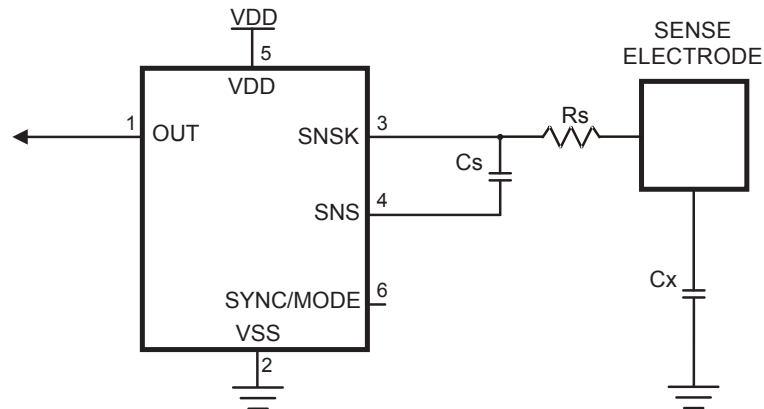 VDD
SENSE
ELECTRODE
5
VDD
1
OUT
SNSK
3
Rs
Cs
SNS
4
SYNC/MODE
6
Cx
VSS
2